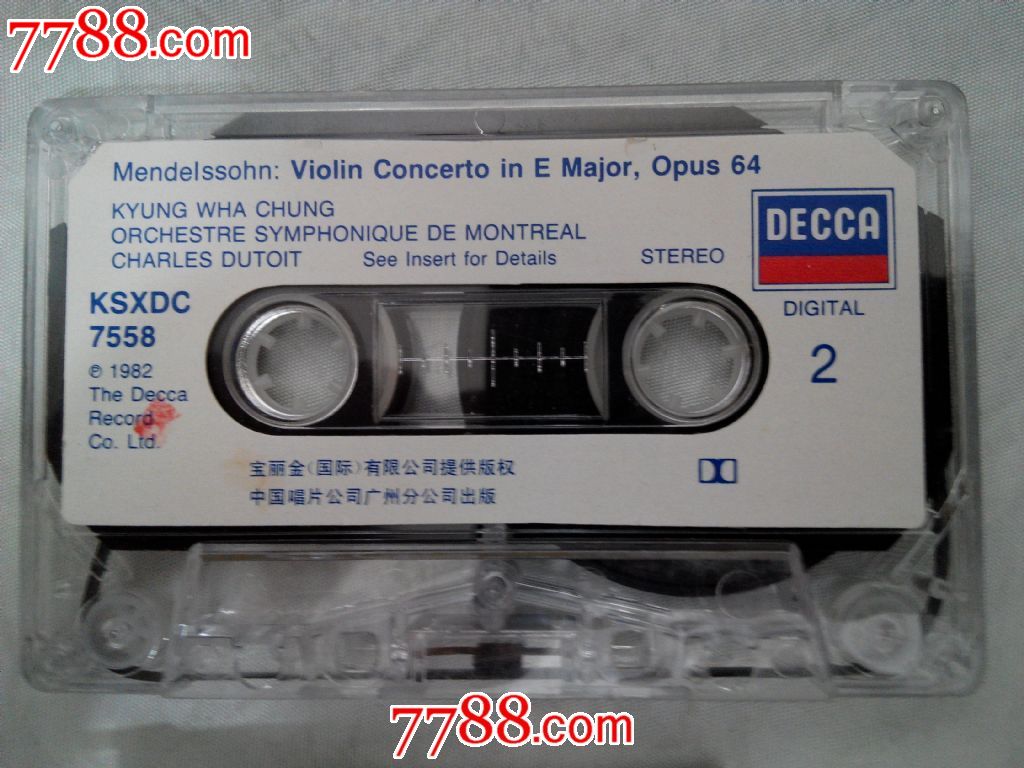 7788.com
Mendelssohn: Violin Concerto in E Major, Opus 64
KYUNG WHA CHUNG
ORCHESTRE SYMPHONIQUE DE MONTREAL
CHARLES DUTOIT See Insert for Details STEREO
DECCA
DIGITAL
KSXDC
7558
2
℗ 1982
The Decca
Record
Co. Ltd.
宝丽金(国际)有限公司提供版权
中国唱片公司广州分公司出版
7788.com